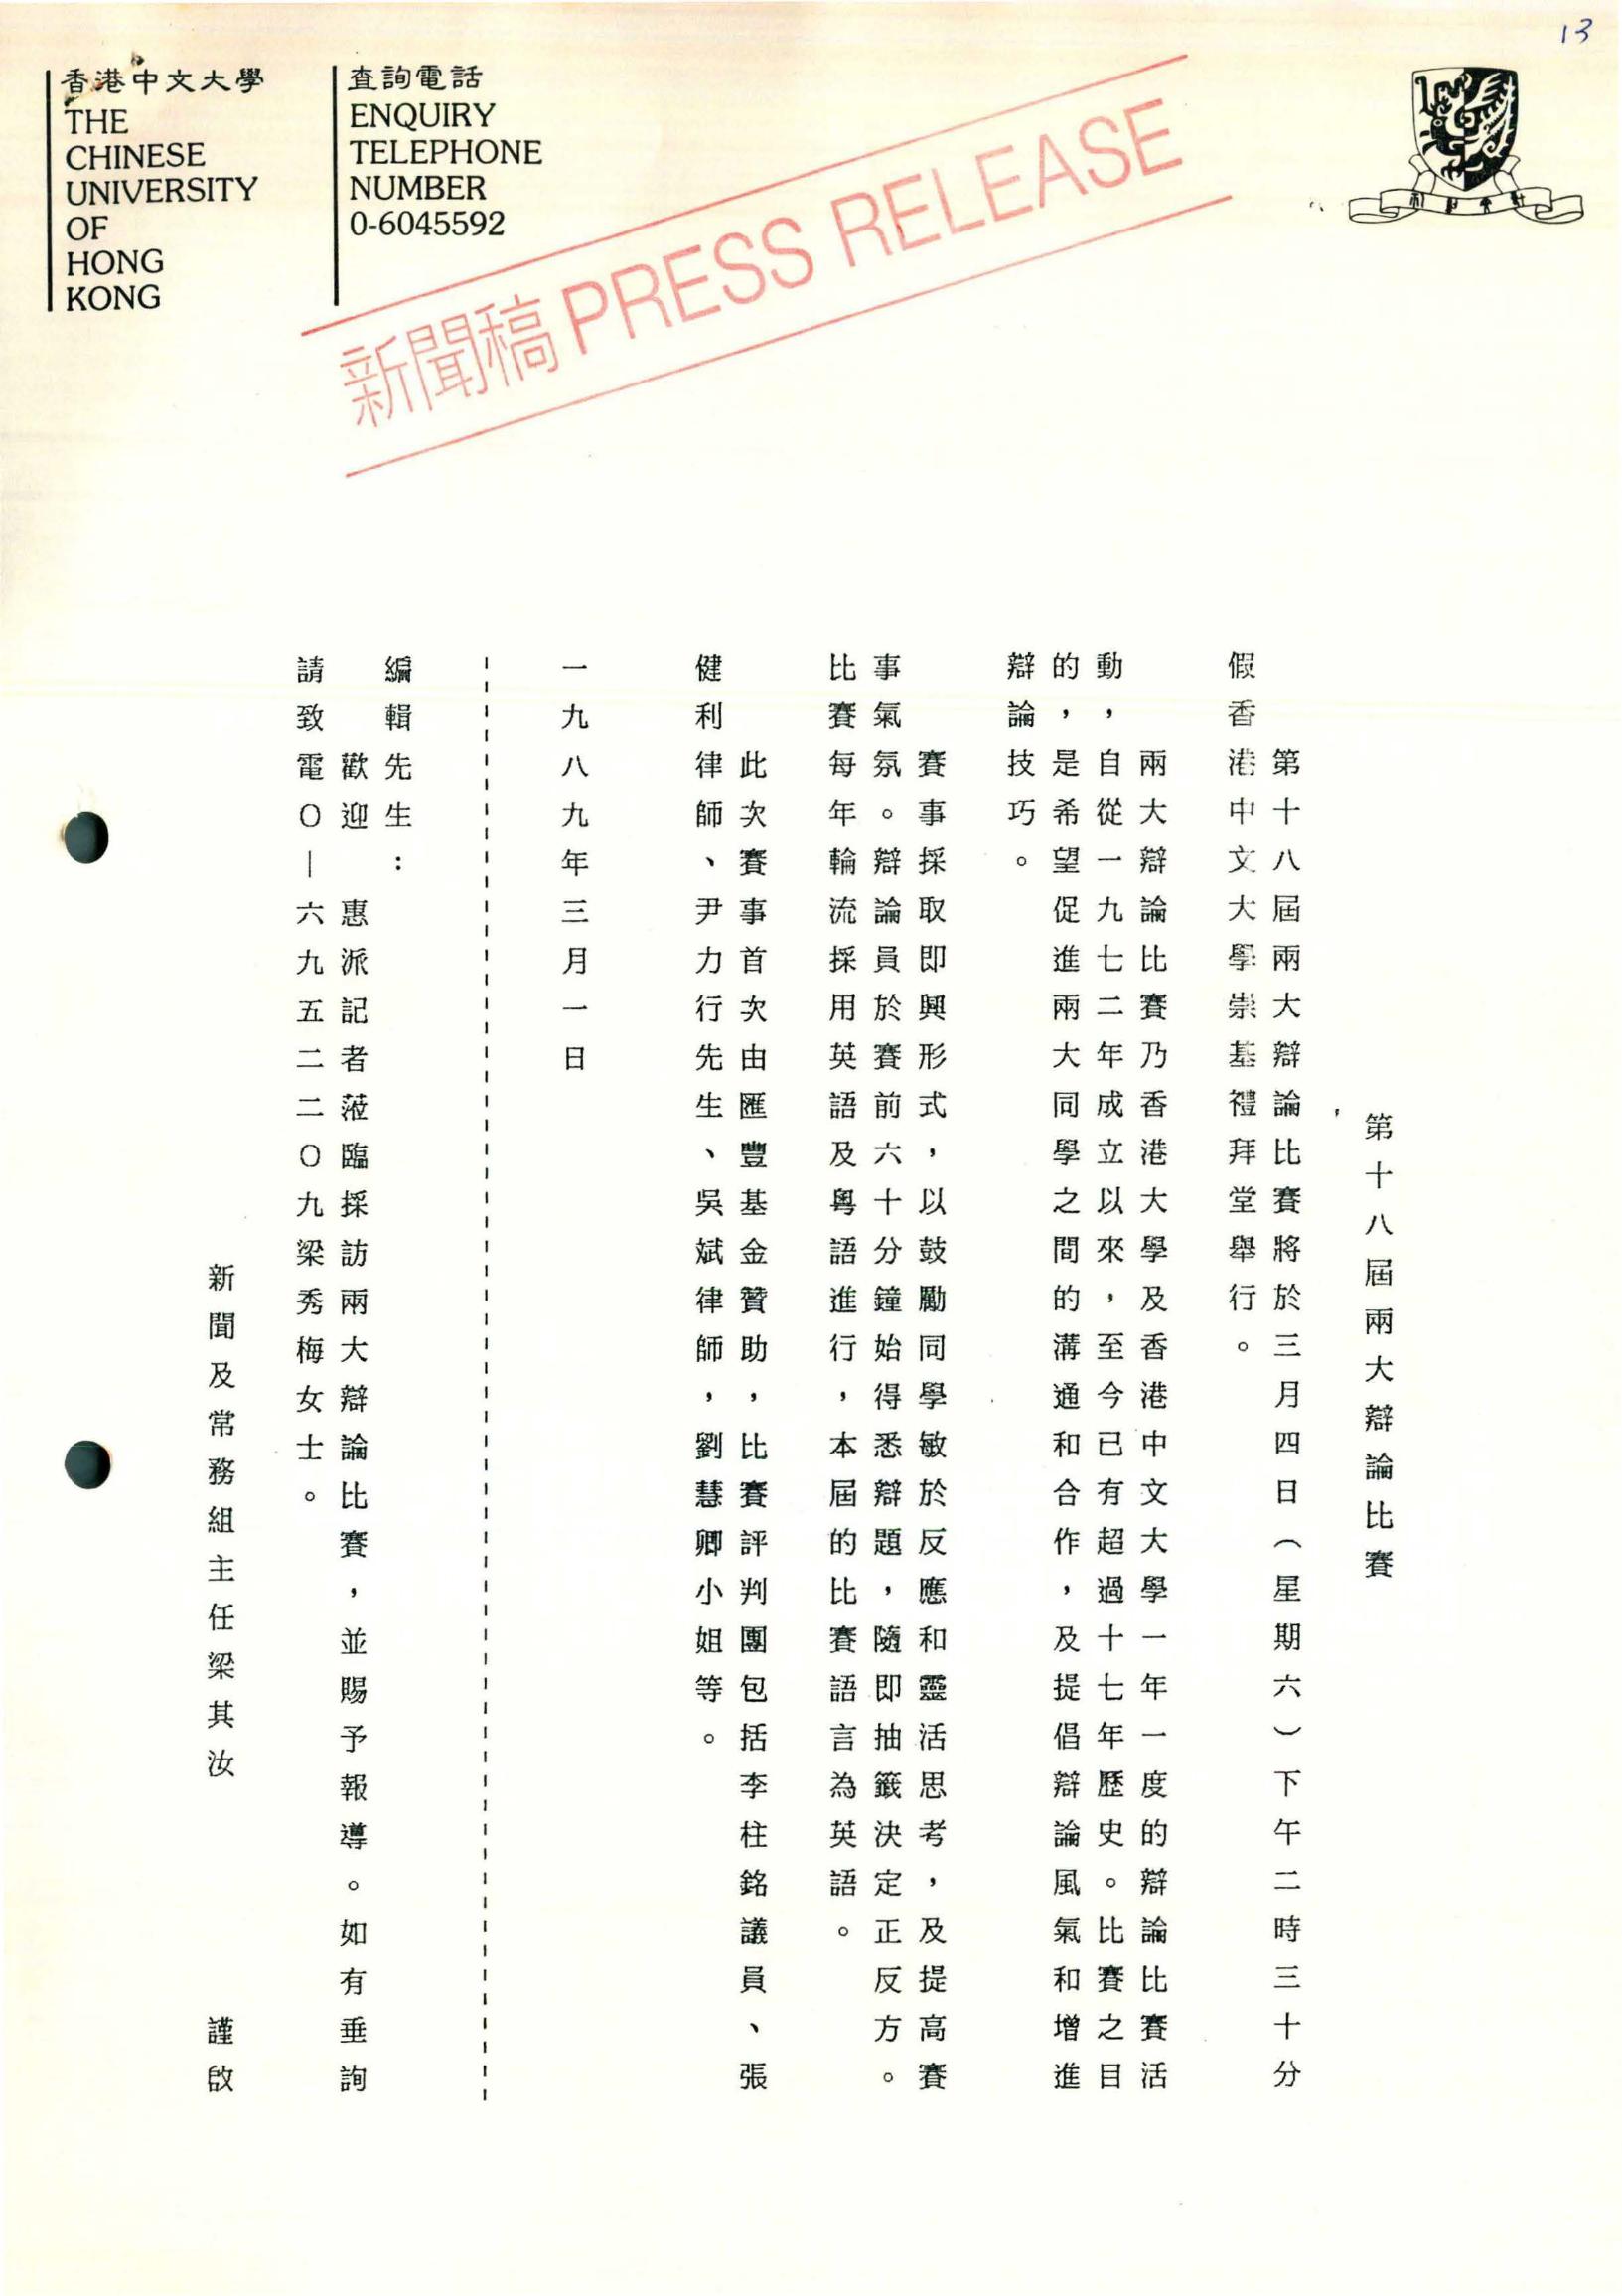 13
香港中文大學
THE
CHINESE
UNIVERSITY
OF
HONG
KONG
查詢電話
ENQUIRY
TELEPHONE
NUMBER
0-6045592
新聞稿 PRESS RELEASE
第十八屆兩大辯論比賽
第十八屆兩大辯論比賽將於三月四日（星期六）下午二時三十分
假香港中文大學崇基禮拜堂舉行。
兩大辯論比賽乃香港大學及香港中文大學一年一度的辯論比賽活
動，自從一九七二年成立以來，至今已有超過十七年歷史。比賽之目
的，是希望促進兩大同學之間的溝通和合作，及提倡辯論風氣和增進
辯論技巧。
賽事採取即興形式，以鼓勵同學敏於反應和靈活思考，及提高賽
事氣氛。辯論員於賽前六十分鐘始得悉辯題，隨即抽籤決定正反方。
比賽每年輪流採用英語及粵語進行，本屆的比賽語言為英語。
此次賽事首次由匯豐基金贊助，比賽評判團包括李柱銘議員、張
健利律師、尹力行先生、吳斌律師，劉慧卿小姐等。
一九八九年三月一日
編輯先生：
歡迎　惠派記者蒞臨採訪兩大辯論比賽，並賜予報導。如有垂詢
請致電０—六九五二二０九梁秀梅女士。
新聞及常務組主任梁其汝　謹啟